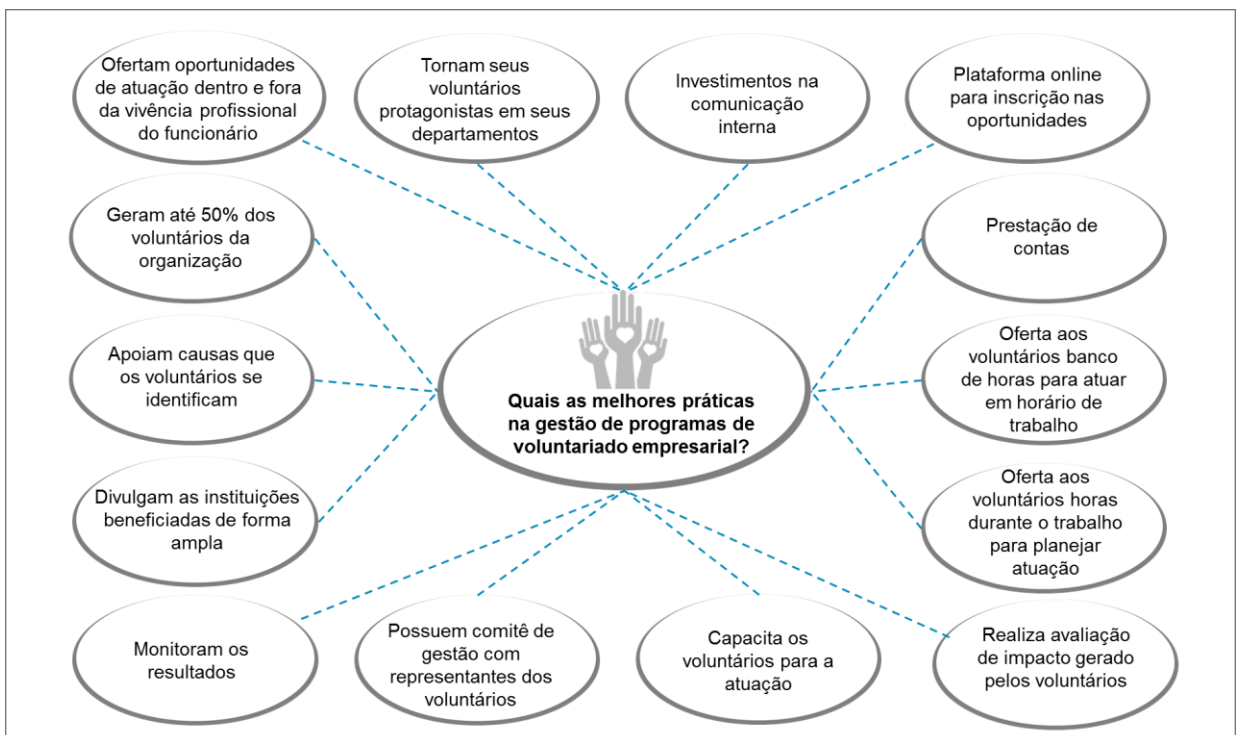 Ofertam oportunidades
de atuação dentro e fora
da vivência profissional
do funcionário
Tornam seus
voluntários
protagonistas em seus
departamentos
Investimentos na
comunicação
interna
Plataforma online
para inscrição nas
oportunidades
Geram até 50% dos
voluntários da
organização
Prestação de
contas
Apoiam causas que
os voluntários se
identificam
Quais as melhores práticas
na gestão de programas de
voluntariado empresarial?
Oferta aos
voluntários banco
de horas para atuar
em horário de
trabalho
Divulgam as instituições
beneficiadas de forma
ampla
Oferta aos
voluntários horas
durante o trabalho
para planejar
atuação
Monitoram os
resultados
Possuem comitê de
gestão com
representantes dos
voluntários
Capacita os
voluntários para a
atuação
Realiza avaliação
de impacto gerado
pelos voluntários